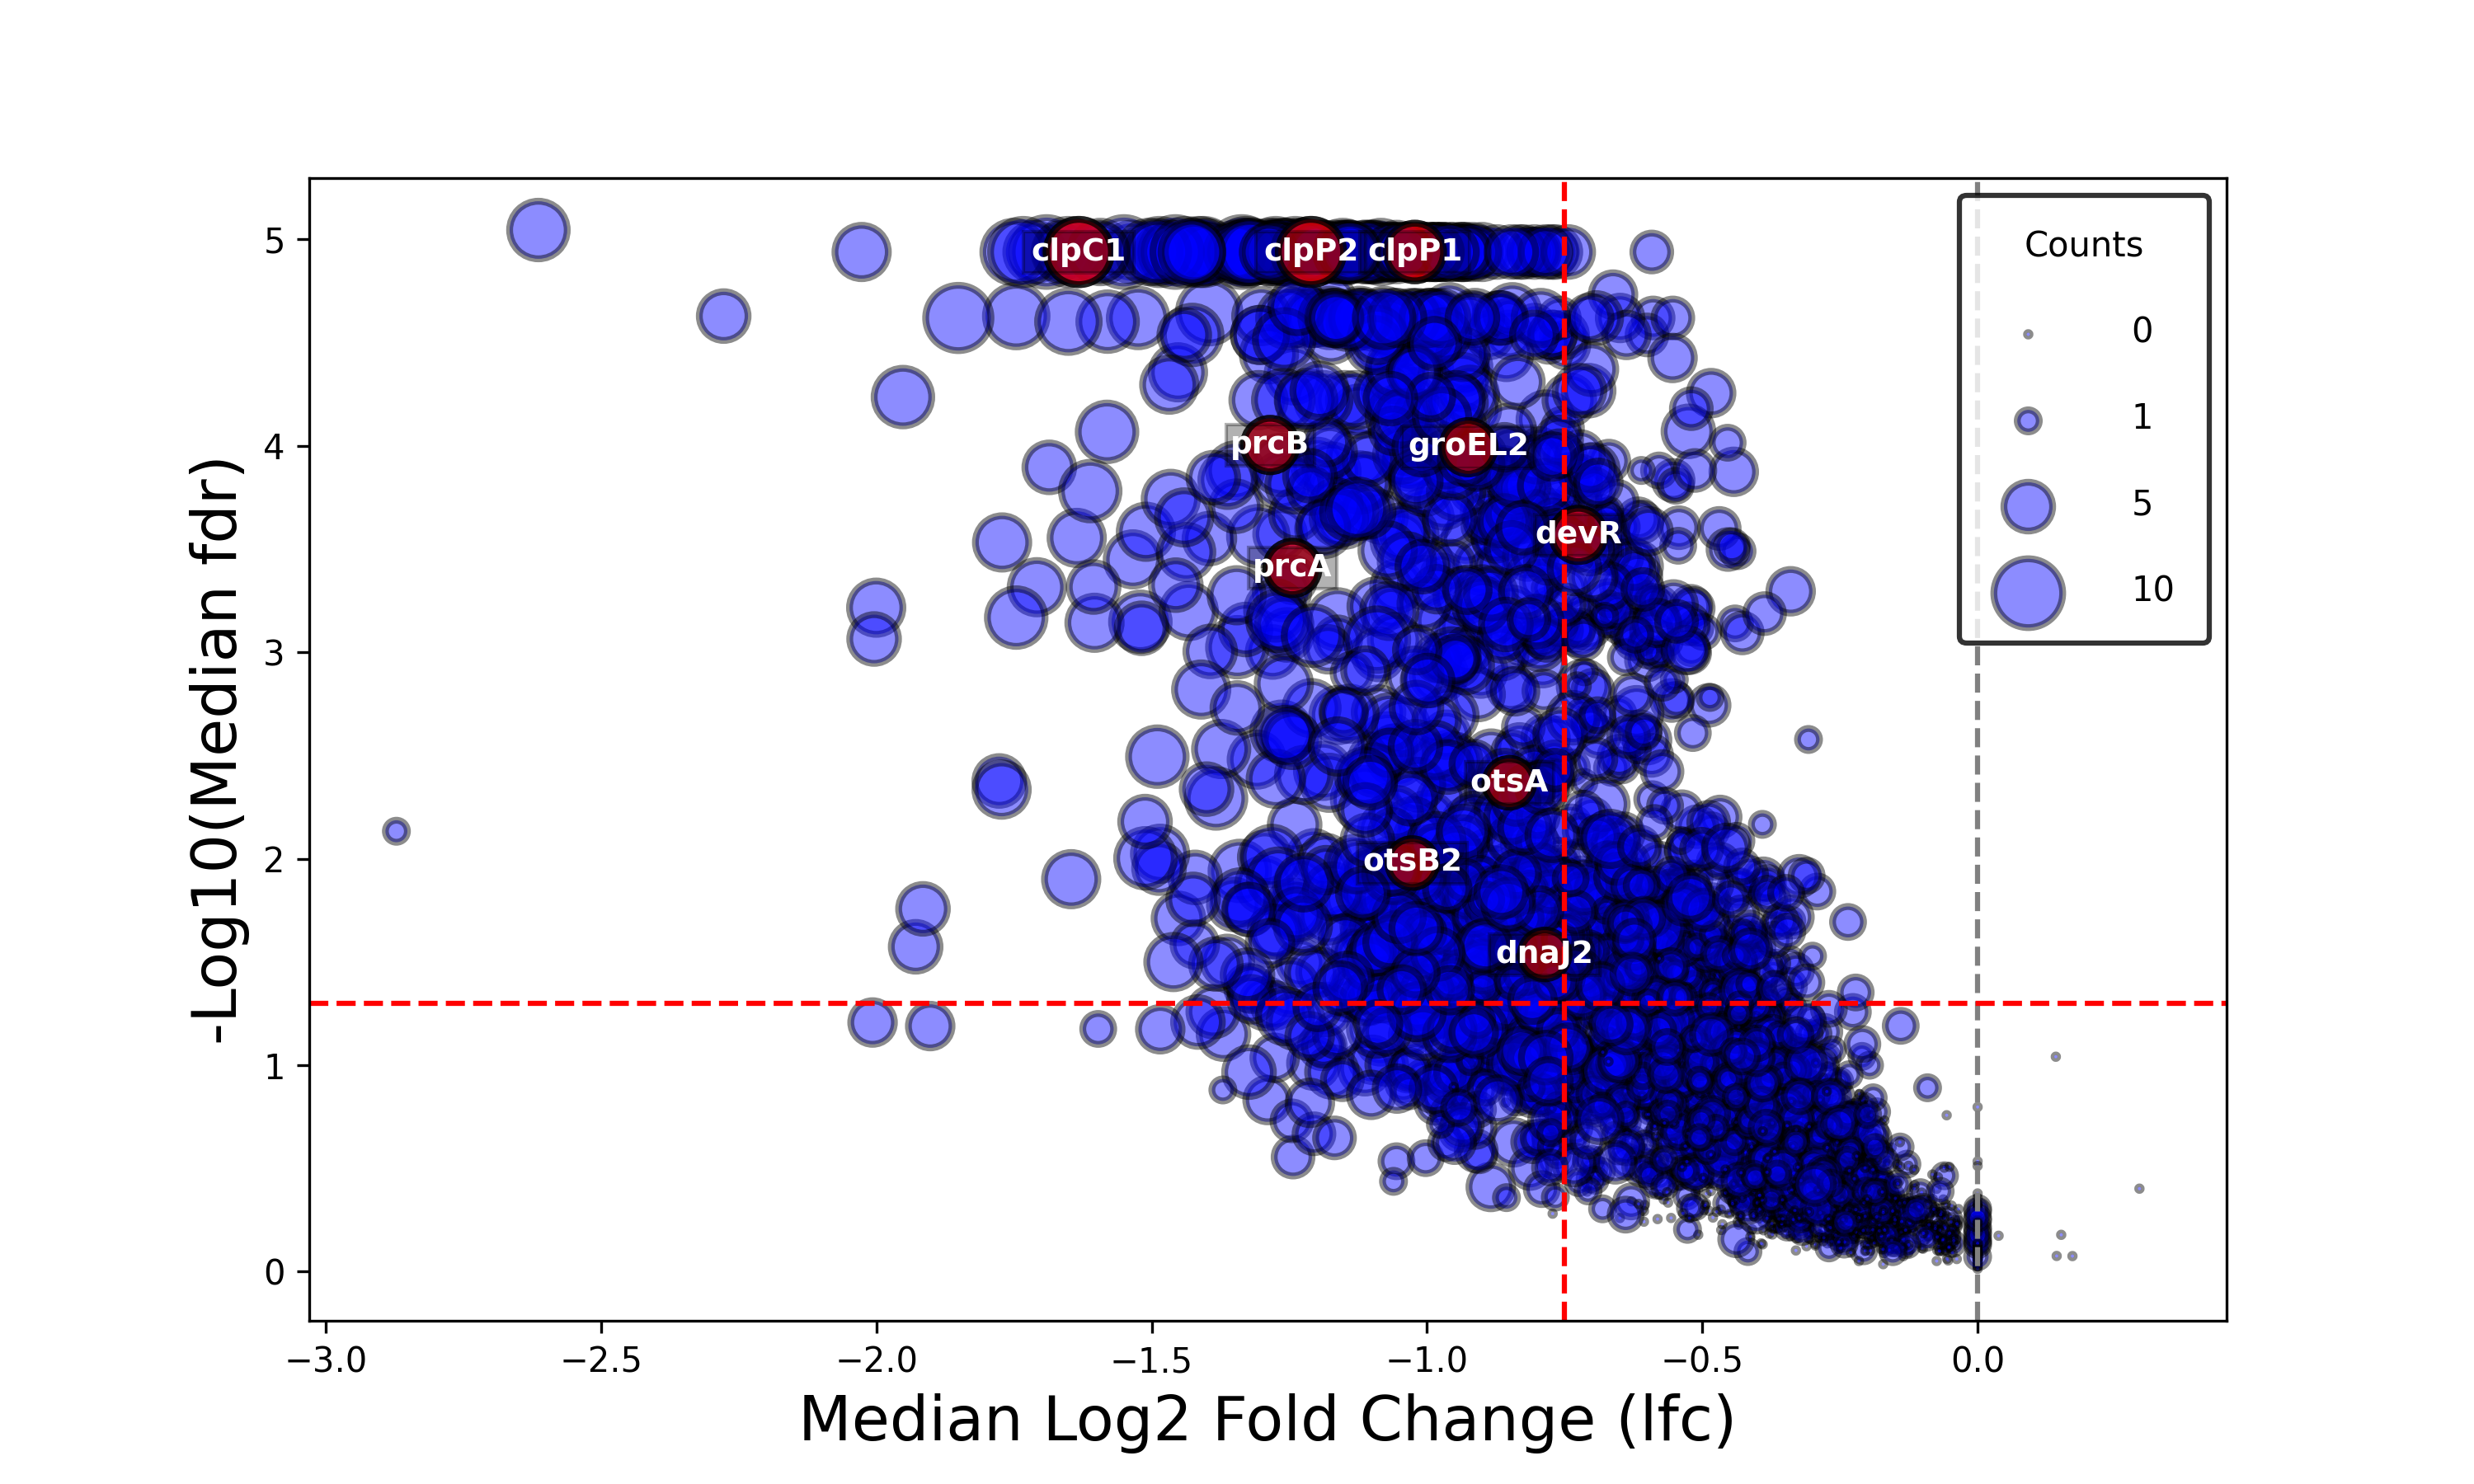 Counts
0
1
5
10
-Log10(Median fdr)
5
4
3
2
1
0
clpC1 clpP2 clpP1
prcB groEL2
devR
prcA
otsA
otsB2
dnaJ2
−3.0 −2.5 −2.0 −1.5 −1.0 −0.5 0.0
Median Log2 Fold Change (lfc)